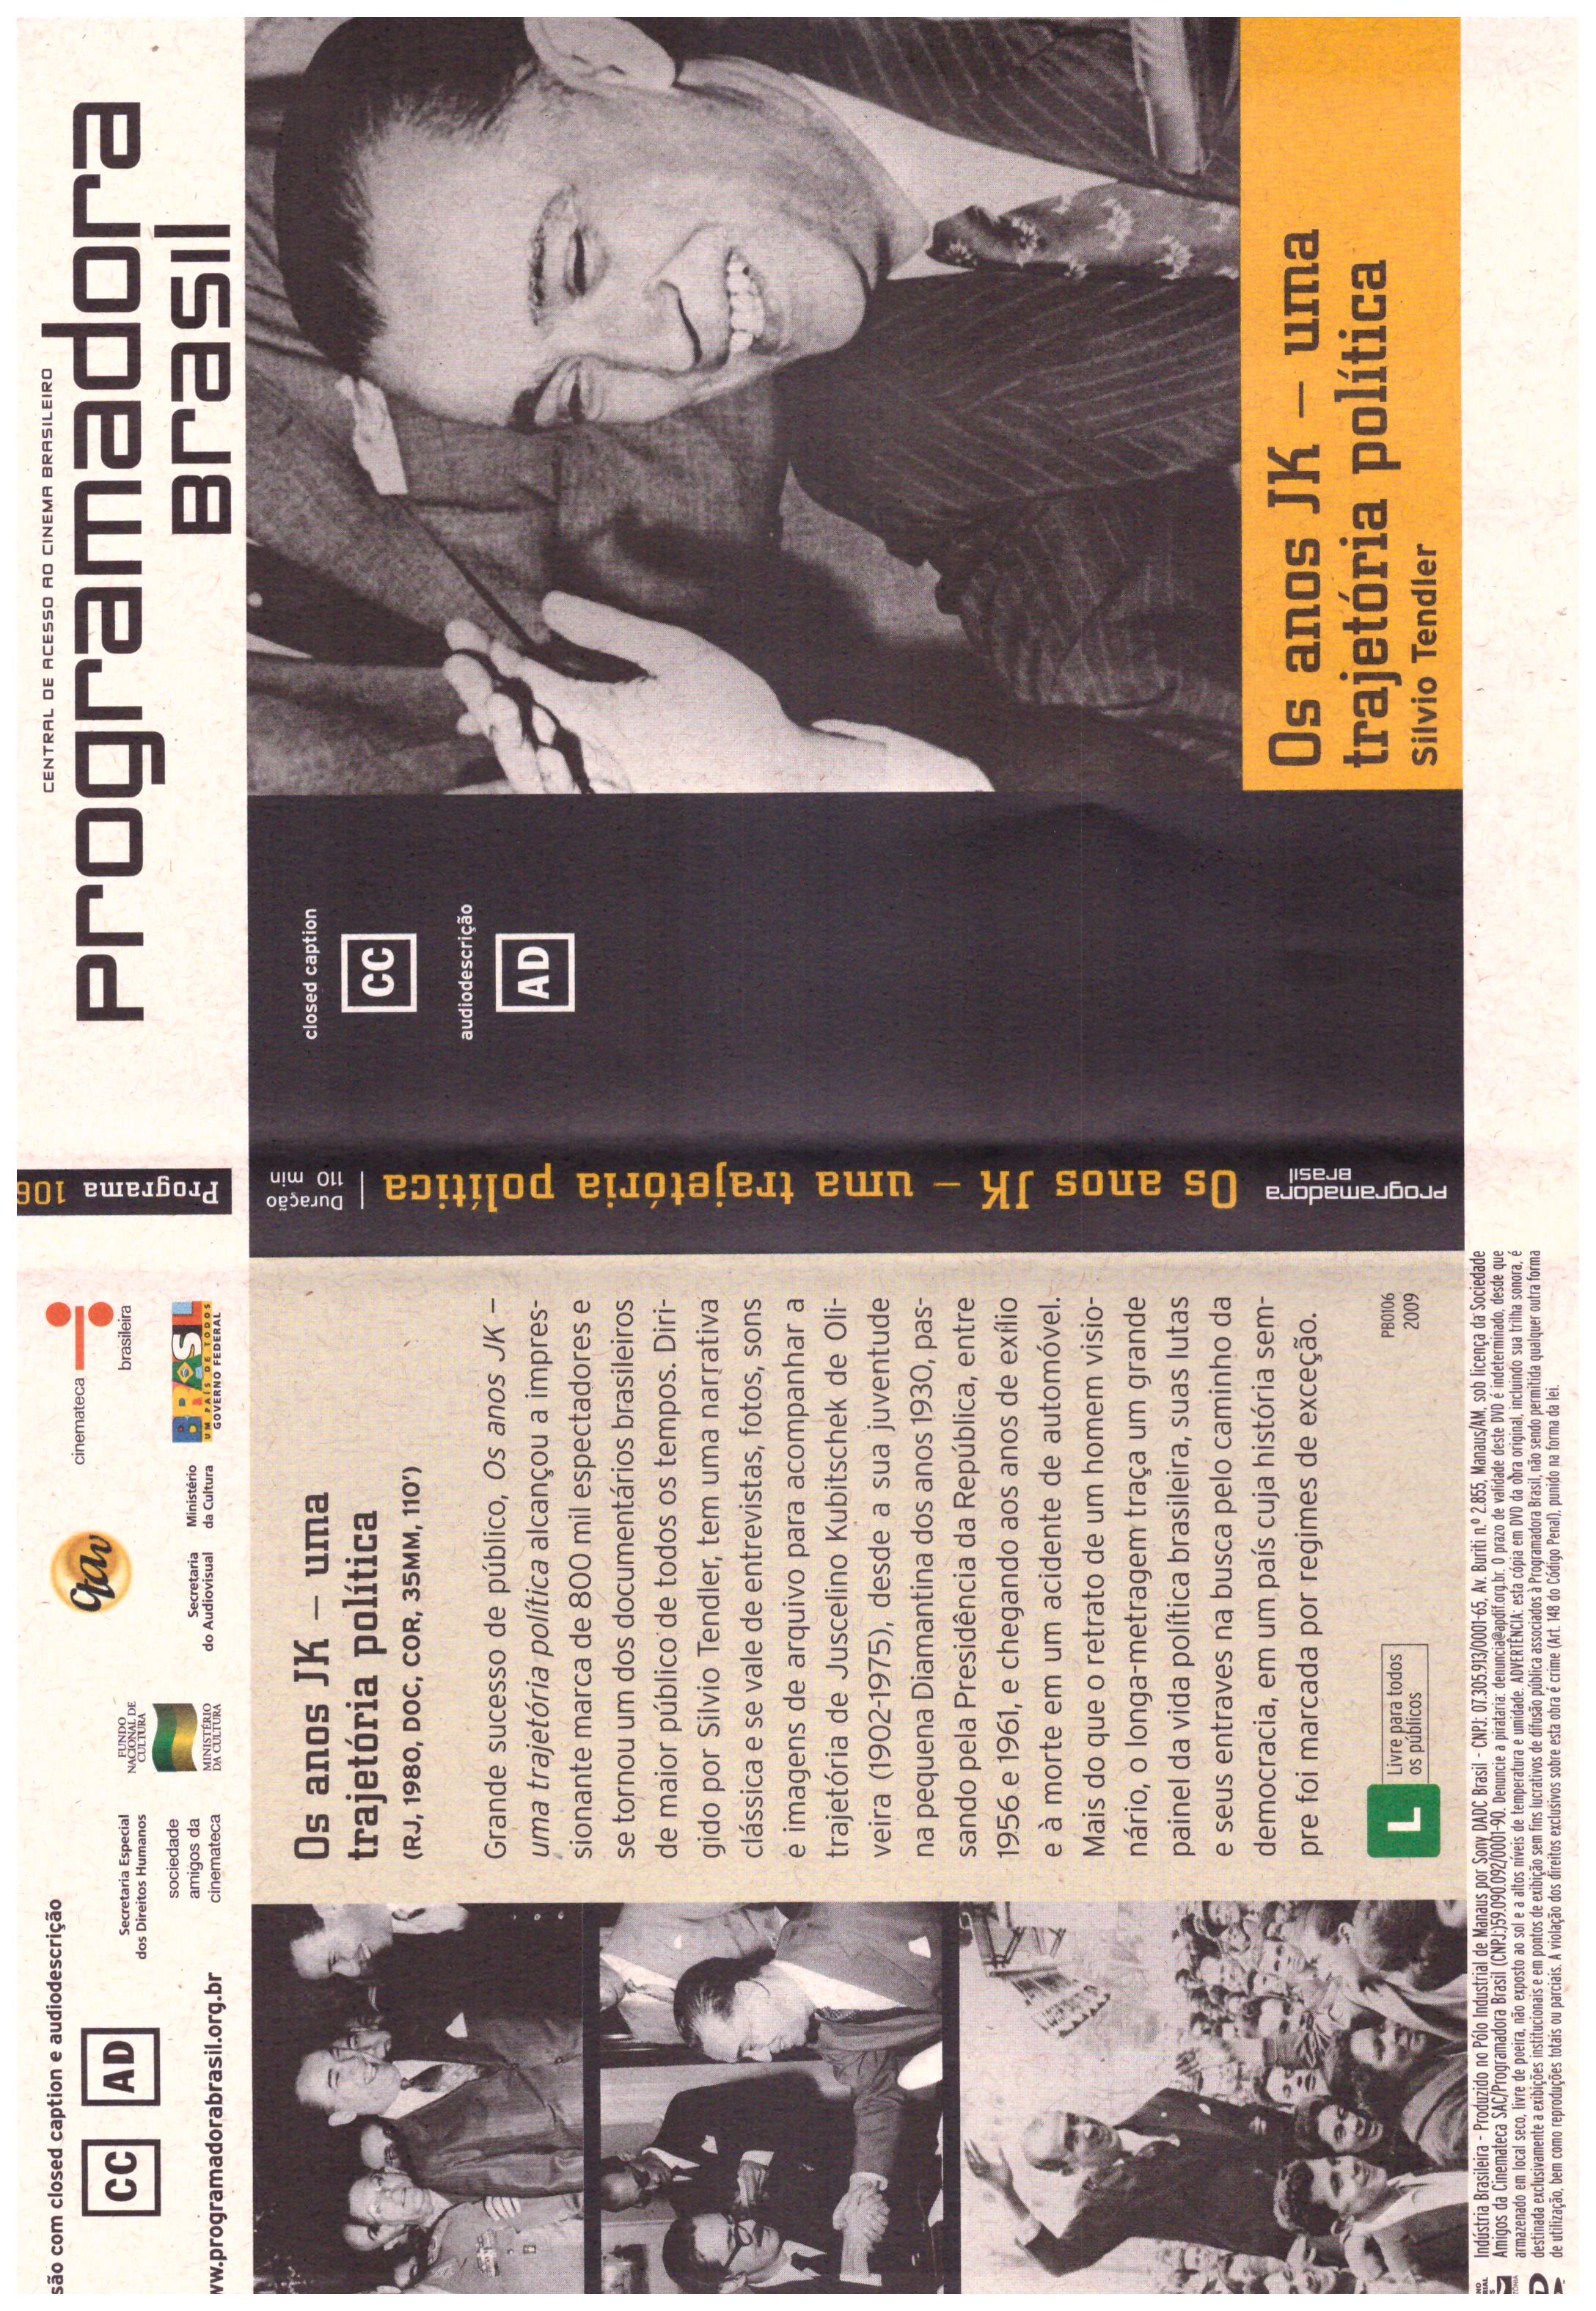 CENTRAL DE ACESSO AO CINEMA BRASILEIRO
programadora
Brasil
Os anos JK – uma
trajetória política
Silvio Tendler
closed caption
CC
audiodescrição
AD
Programa 106
Duração
110 min
Os anos JK – uma trajetória política
programadora
Brasil
são com closed caption e audiodescrição
CC AD
w.programadorabrasil.org.br
Secretaria Especial
dos Direitos Humanos
sociedade
amigos da
cinemateca
FUNDO
NACIONAL DE
CULTURA
MINISTÉRIO
DA CULTURA
ctav
Secretaria
do Audiovisual
Ministério
da Cultura
cinemateca
brasileira
BRASIL
UM PAÍS DE TODOS
GOVERNO FEDERAL
Os anos JK – uma
trajetória política
(RJ, 1980, DOC, COR, 35MM, 110’)
Grande sucesso de público, Os anos JK –
uma trajetória política alcançou a impres-
sionante marca de 800 mil espectadores e
se tornou um dos documentários brasileiros
de maior público de todos os tempos. Diri-
gido por Silvio Tendler, tem uma narrativa
clássica e se vale de entrevistas, fotos, sons
e imagens de arquivo para acompanhar a
trajetória de Juscelino Kubitschek de Oli-
veira (1902-1975), desde a sua juventude
na pequena Diamantina dos anos 1930, pas-
sando pela Presidência da República, entre
1956 e 1961, e chegando aos anos de exílio
e à morte em um acidente de automóvel.
Mais do que o retrato de um homem visio-
nário, o longa-metragem traça um grande
painel da vida política brasileira, suas lutas
e seus entraves na busca pelo caminho da
democracia, em um país cuja história sem-
pre foi marcada por regimes de exceção.
L
Livre para todos
os públicos
PB0106
2009
Indústria Brasileira - Produzido no Pólo Industrial de Manaus por Sony DADC Brasil - CNPJ: 07.305.913/0001-65, Av. Buriti n.º 2.855, Manaus/AM, sob licença da Sociedade
Amigos da Cinemateca SAC/Programadora Brasil (CNPJ:)59.090.092/0001-90. Denuncie a pirataria: denuncia@apdif.org.br. O prazo de validade deste DVD é indeterminado, desde que
armazenado em local seco, livre de poeira, não exposto ao sol e a altos níveis de temperatura e umidade. ADVERTÊNCIA: esta cópia em DVD da obra original, incluindo sua trilha sonora, é
destinada exclusivamente a exibições institucionais e em pontos de exibição sem fins lucrativos de difusão pública associados à Programadora Brasil, não sendo permitida qualquer outra forma
de utilização, bem como reproduções totais ou parciais. A violação dos direitos exclusivos sobre esta obra é crime (Art. 148 do Código Penal), punido na forma da lei.